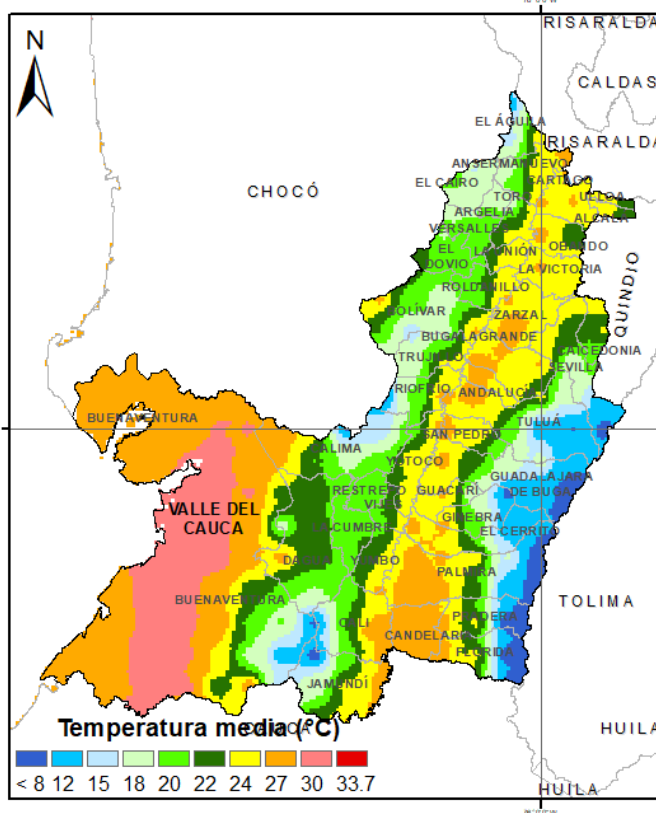 RISARALDA
N
CALDAS
EL ÁGUILA
RISARALDA
ANSERMANUEVO
CARTAGO
EL CAIRO
CHOCÓ
TORO
ULLOA
ARGELIA
ALCALÁ
VERSALLES
EL
DOVIO
LA UNIÓN
OBANDO
LA VICTORIA
ROLDANILLO
QUINDIO
BOLÍVAR
ZARZAL
BUGALAGRANDE
CAICEDONIA
TRUJILLO
SEVILLA
RIOFRIO
ANDALUCÍA
BUENAVENTURA
TULUÁ
SAN PEDRO
CALIMA
YOTOCO
GUADALAJARA
DE BUGA
RESTREPO
GUACARÍ
VIJES
VALLE DEL
CAUCA
GINEBRA
LA CUMBRE
EL CERRITO
DAGUA
YUMBO
PALMIRA
BUENAVENTURA
TOLIMA
PRADERA
CALI
CANDELARIA
FLORIDA
JAMUNDÍ
Temperatura media (°C)
CAUCA
HUILA
< 8 12 15 18 20 22 24 27 30 33.7
HUILA